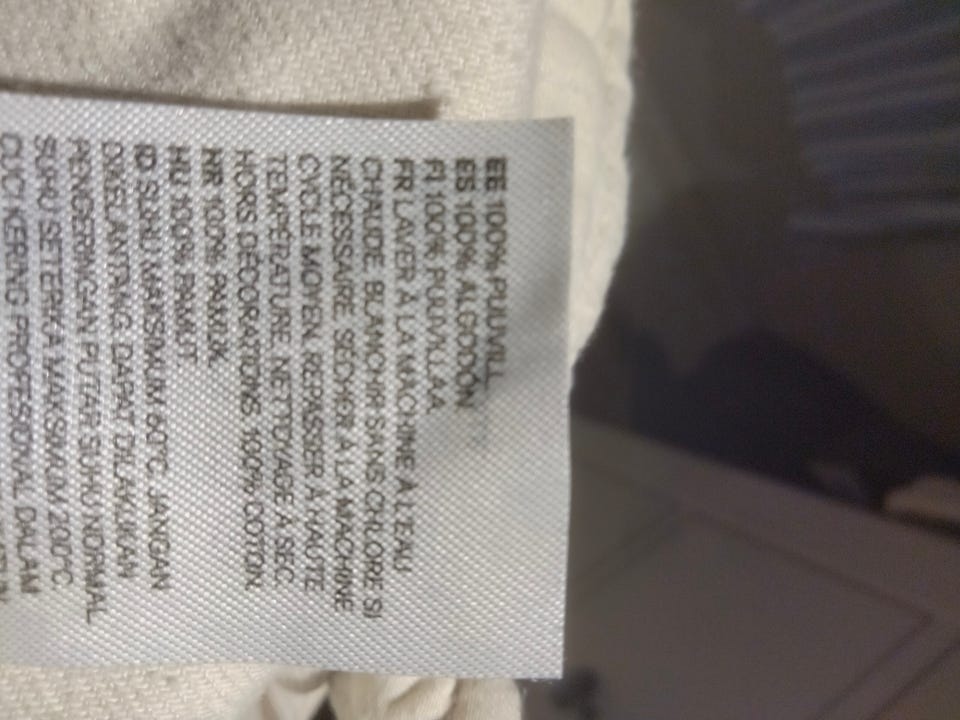 EE 100% PUUVILL
ES 100% ALGODÓN
FI 100% PUUVILLAA
FR LAVER À LA MACHINE À L'EAU
CHAUDE. BLANCHIR SANS CHLORE SI
NÉCESSAIRE. SÉCHER À LA MACHINE
CYCLE MOYEN. REPASSER À HAUTE
TEMPÉRATURE. NETTOYAGE À SEC
HORS DÉCORATIONS. 100% COTON
HR 100% PAMUK
HU 100% PAMUT
ID SUHU MAKSIMUM 60°C. JANGAN
DIKELANTANG. DAPAT DILAKUKAN
PENGERINGAN PUTAR SUHU NORMAL
SUHU SETERIKA MAKSIMUM 200°C.
CUCI KERING PROFESIONAL DALAM